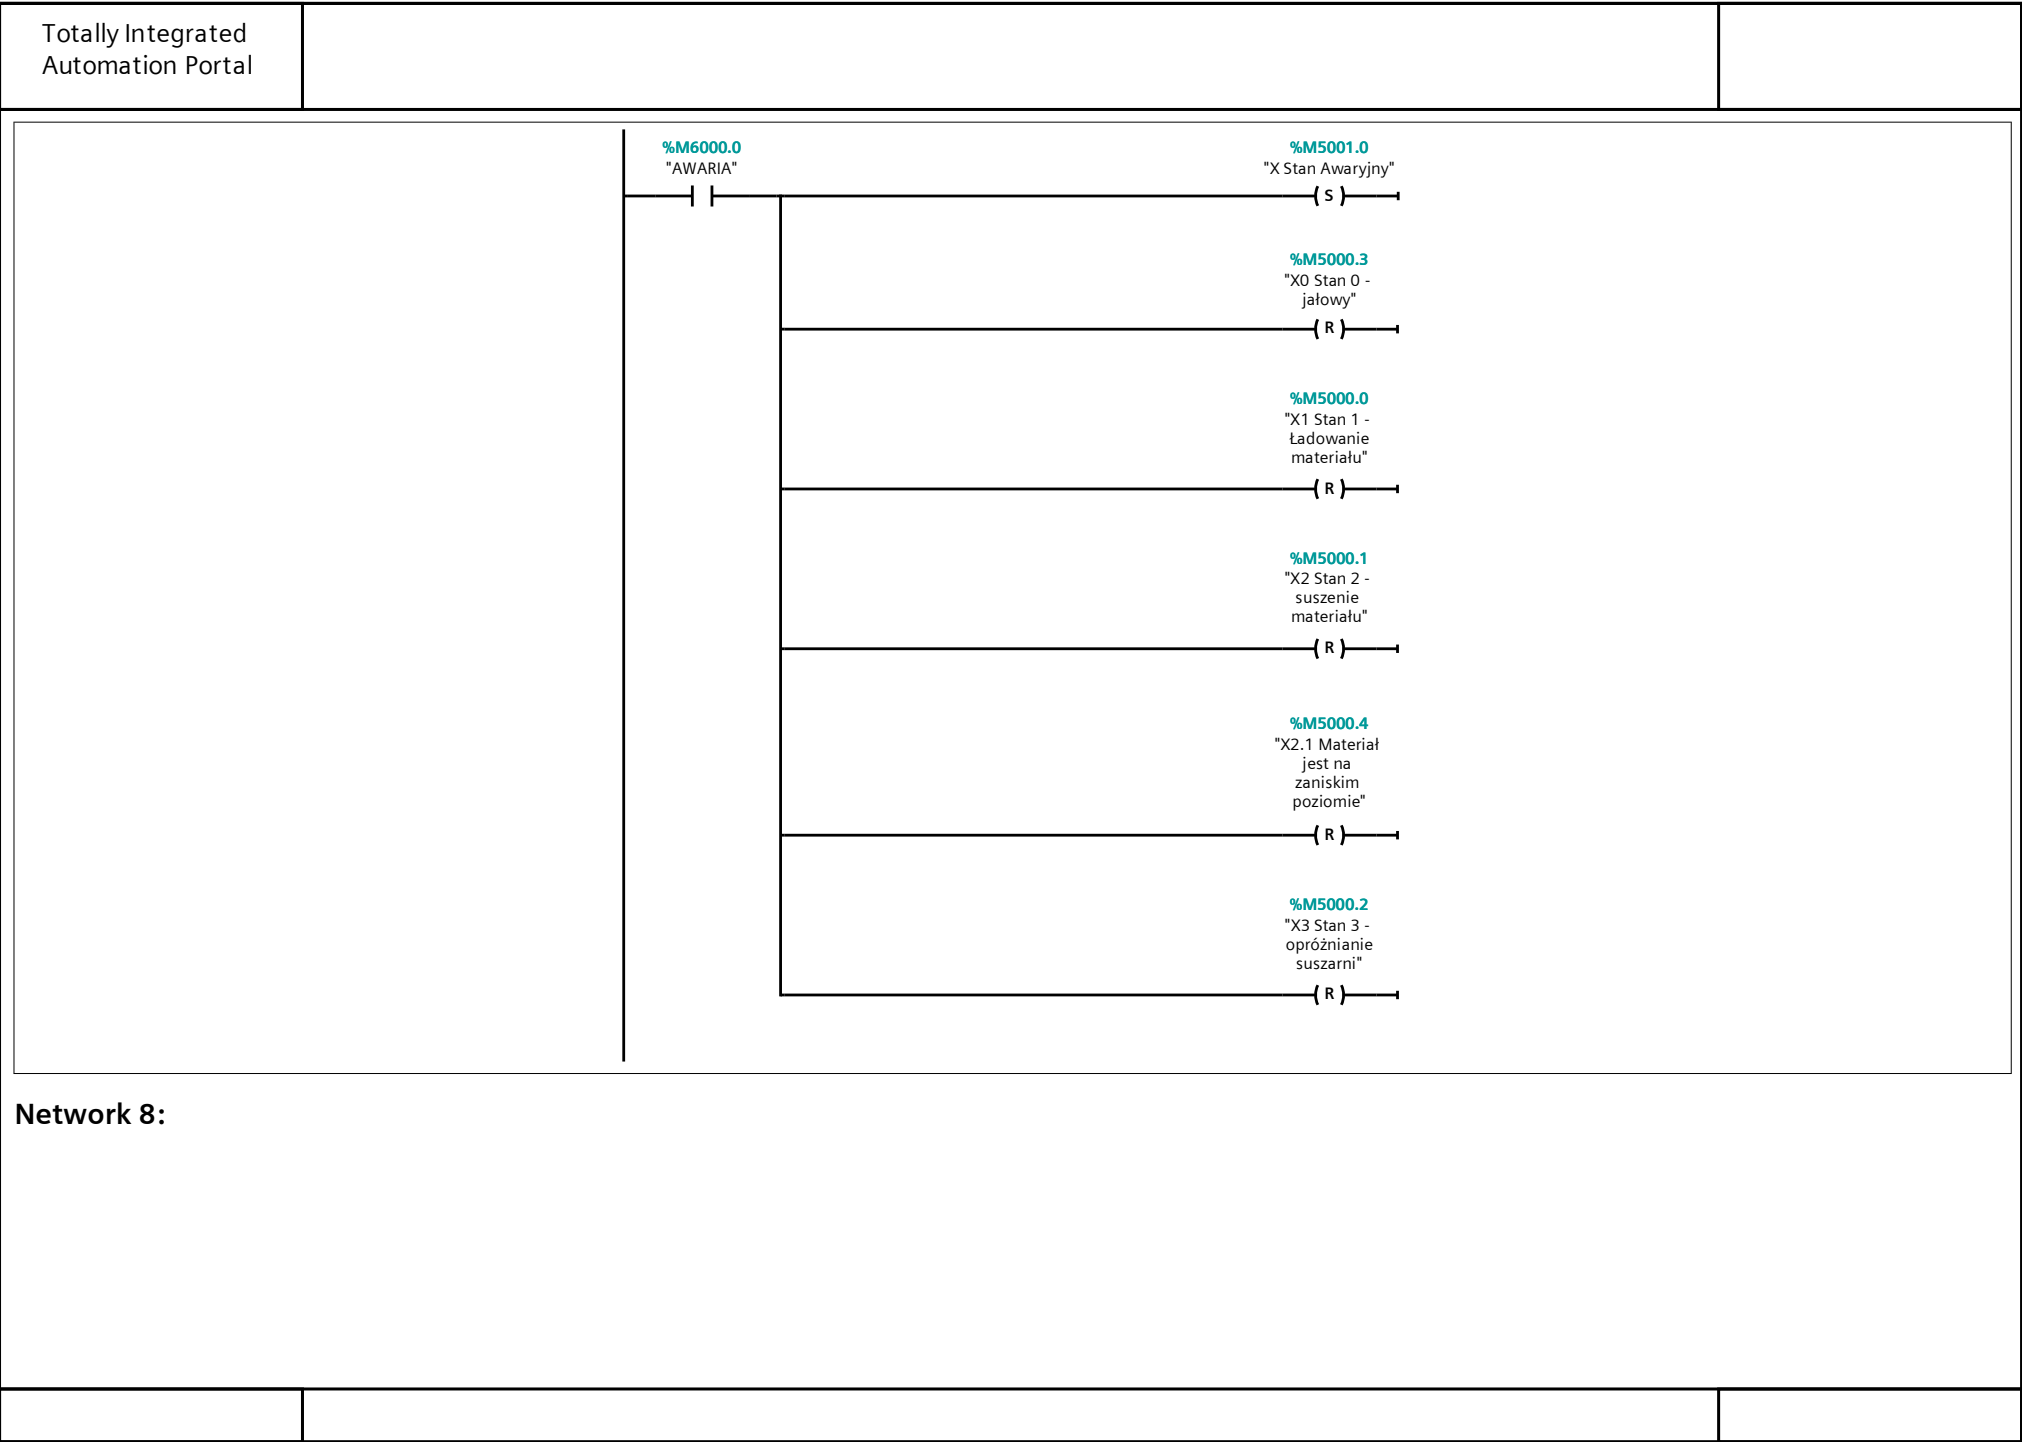 Totally Integrated
Automation Portal
%M6000.0
"AWARIA"
%M5001.0
"X Stan Awaryjny"
S
%M5000.3
"X0 Stan 0 -
jałowy"
R
%M5000.0
"X1 Stan 1 -
Ładowanie
materiału"
R
%M5000.1
"X2 Stan 2 -
suszenie
materiału"
R
%M5000.4
"X2.1 Materiał
jest na
zaniskim
poziomie"
R
%M5000.2
"X3 Stan 3 -
opróżnianie
suszarni"
R
Network 8: